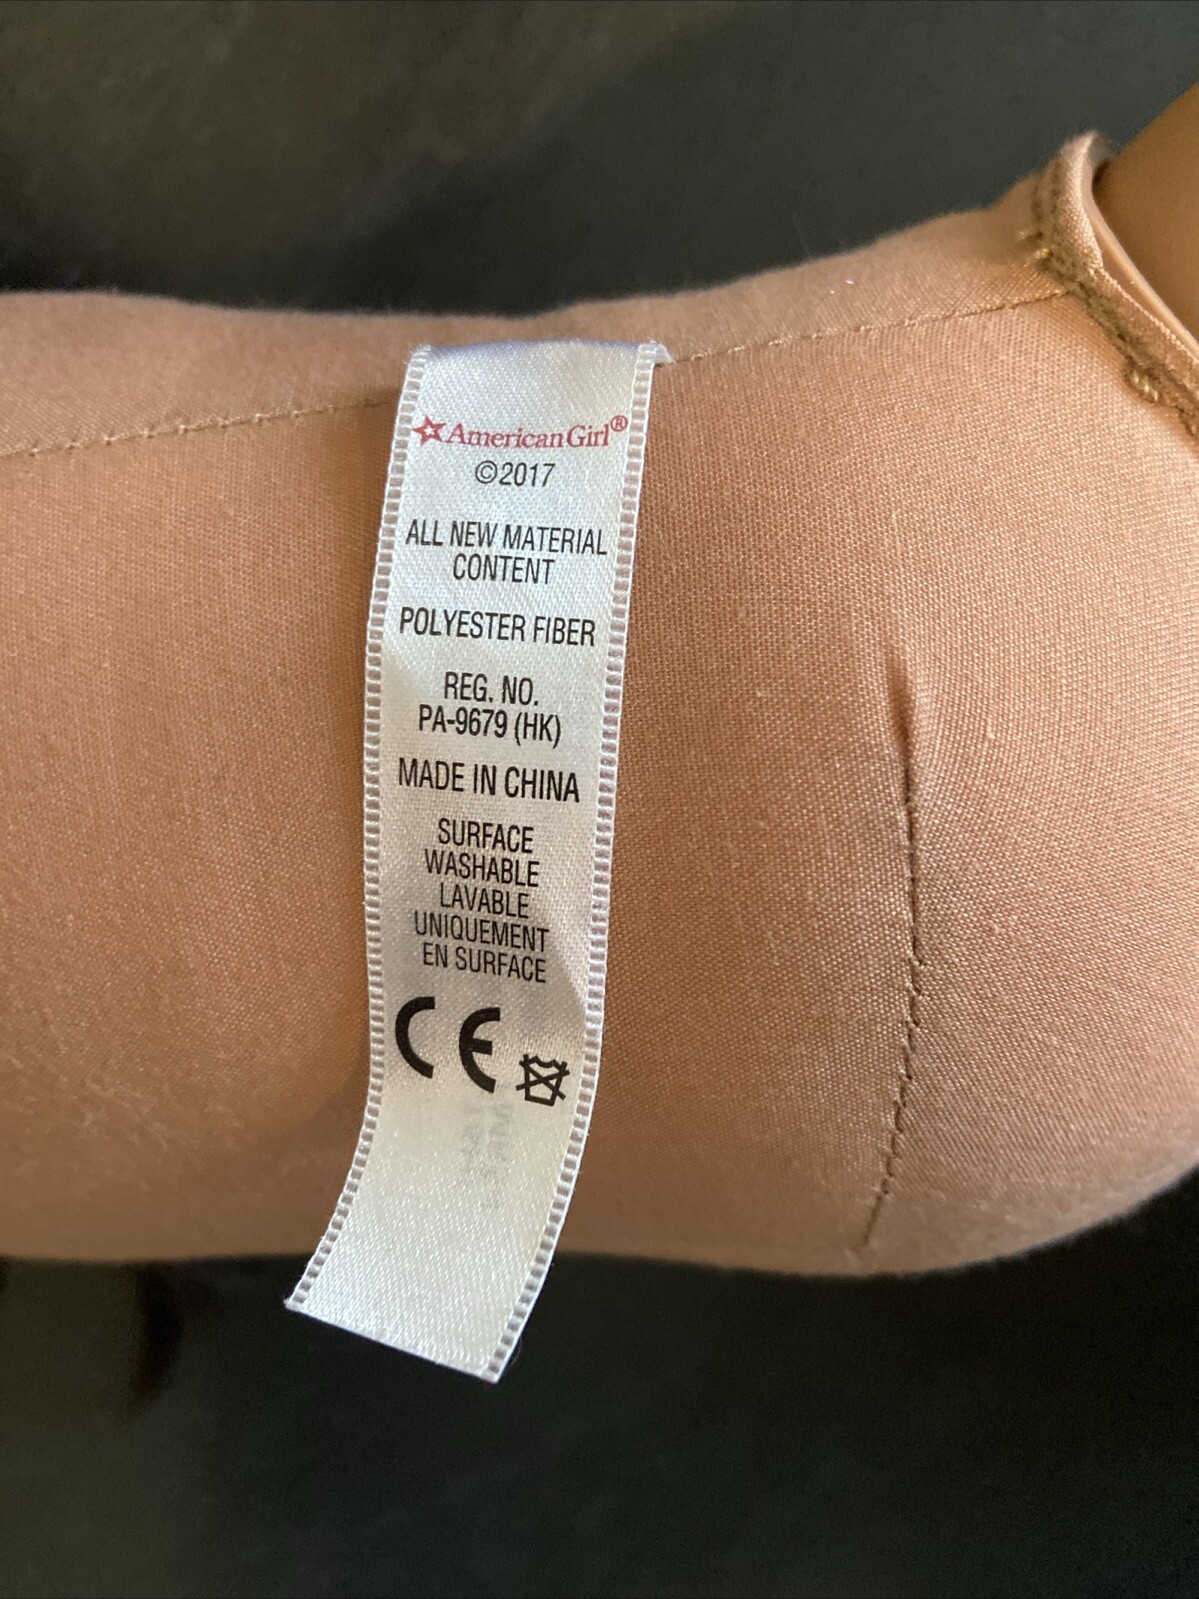 AmericanGirl®
©2017
ALL NEW MATERIAL
CONTENT
POLYESTER FIBER
REG. NO.
PA-9679 (HK)
MADE IN CHINA
SURFACE
WASHABLE
LAVABLE
UNIQUEMENT
EN SURFACE
CE